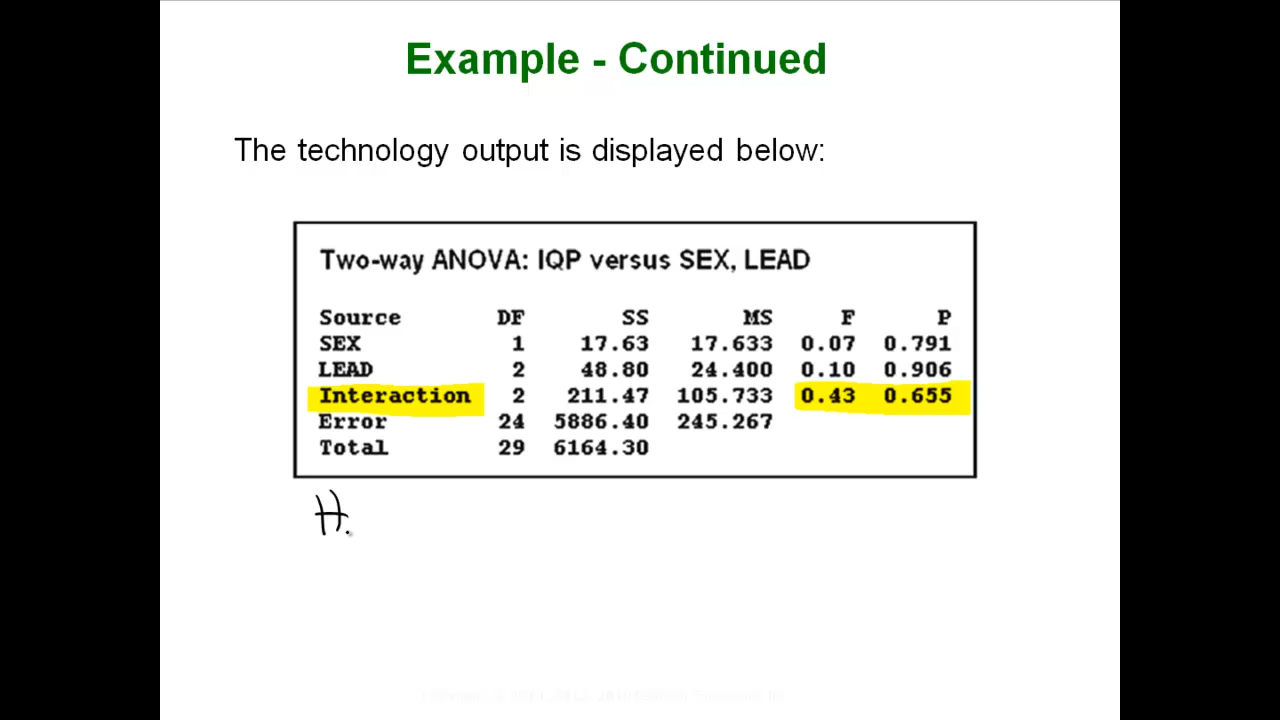 Example - Continued
The technology output is displayed below:
Two-way ANOVA: IQP versus SEX, LEAD
Source DF SS MS F P
SEX 1 17.63 17.633 0.07 0.791
LEAD 2 48.80 24.400 0.10 0.906
Interaction 2 211.47 105.733 0.43 0.655
Error 24 5886.40 245.267
Total 29 6164.30
H.